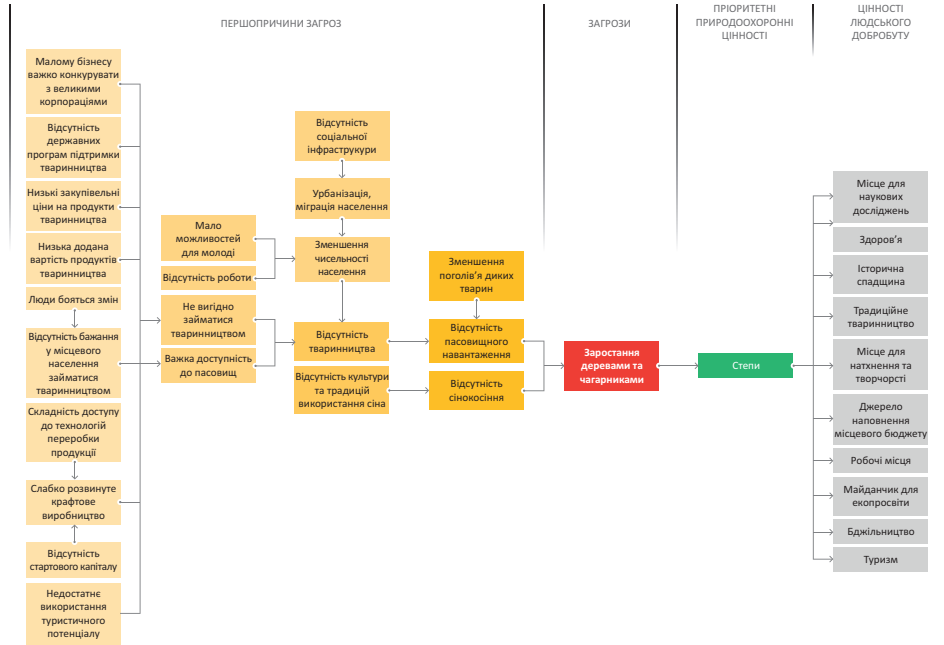 ПЕРШОПРИЧИНИ ЗАГРОЗ
ЗАГРОЗИ
ПРІОРИТЕТНІ
ПРИРОДООХОРОННІ
ЦІННОСТІ
ЦІННОСТІ
ЛЮДСЬКОГО
ДОБРОБУТУ
Малому бізнесу
важко конкурувати
з великими
корпораціями
Відсутність
державних
програм підтримки
тваринництва
Низькі закупівельні
ціни на продукти
тваринництва
Низька додана
вартість продуктів
тваринництва
Люди бояться змін
Відсутність бажання
у місцевого
населення
займатися
тваринництвом
Складність доступу
до технологій
переробки
продукції
Слабко розвинуте
крафтове
виробництво
Відсутність
стартового капіталу
Недостатнє
використання
туристичного
потенціалу
Мало
можливостей
для молоді
Відсутність роботи
Не вигідно
займатися
тваринництвом
Важка доступність
до пасовищ
Відсутність
соціальної
інфраструкури
Урбанізація,
міграція населення
Зменшення
чисельності
населення
Відсутність
тваринництва
Відсутність культури
та традицій
використання сіна
Зменшення
поголів’я диких
тварин
Відсутність
пасовищного
навантаження
Відсутність
сінокосіння
Заростання
деревами та
чагарниками
Степи
Місце для
наукових
досліджень
Здоров’я
Історична
спадщина
Традиційне
тваринництво
Місце для
натхнення та
творчості
Джерело
наповнення
місцевого бюджету
Робочі місця
Майданчик для
екопросвіти
Бджільництво
Туризм